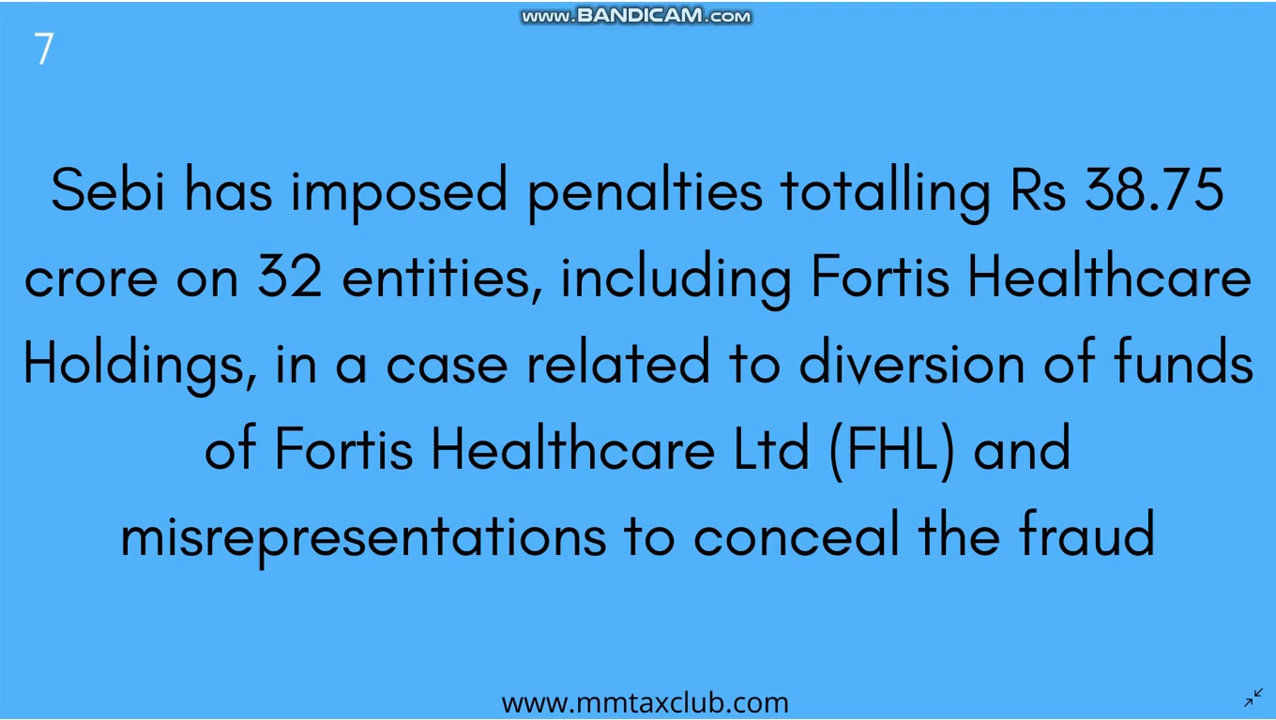 www.BANDICAM.com
7
Sebi has imposed penalties totalling Rs 38.75
crore on 32 entities, including Fortis Healthcare
Holdings, in a case related to diversion of funds
of Fortis Healthcare Ltd (FHL) and
misrepresentations to conceal the fraud
www.mmtaxclub.com